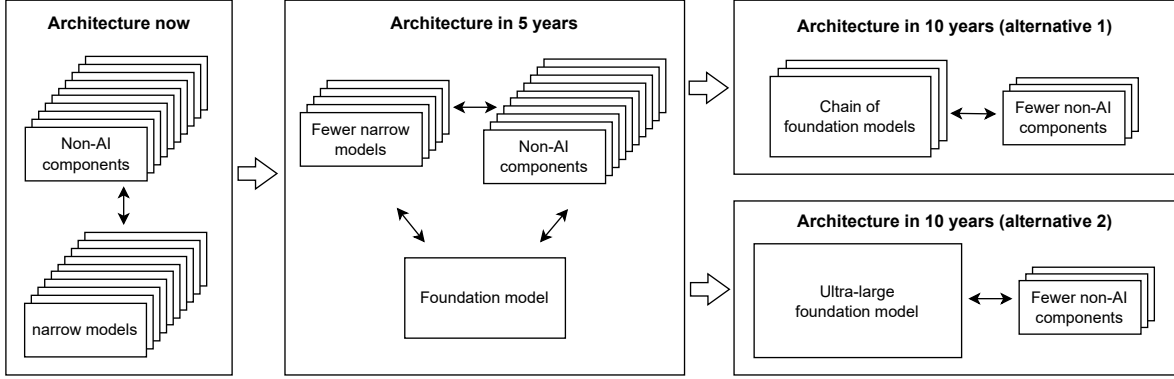 Architecture now
Non-AI
components
narrow models
Architecture in 5 years
Fewer narrow
models
Non-AI
components
Foundation model
Architecture in 10 years (alternative 1)
Chain of
foundation models
Fewer non-AI
components
Architecture in 10 years (alternative 2)
Ultra-large
foundation model
Fewer non-AI
components